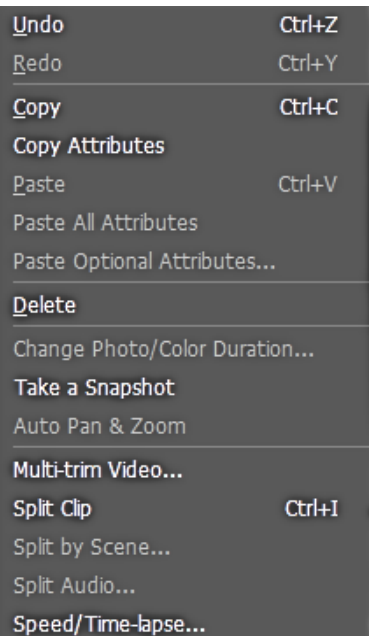 Undo Ctrl+Z
Redo Ctrl+Y
Copy Ctrl+C
Copy Attributes
Paste Ctrl+V
Paste All Attributes
Paste Optional Attributes...
Delete
Change Photo/Color Duration...
Take a Snapshot
Auto Pan & Zoom
Multi-trim Video...
Split Clip Ctrl+I
Split by Scene...
Split Audio...
Speed/Time-lapse...